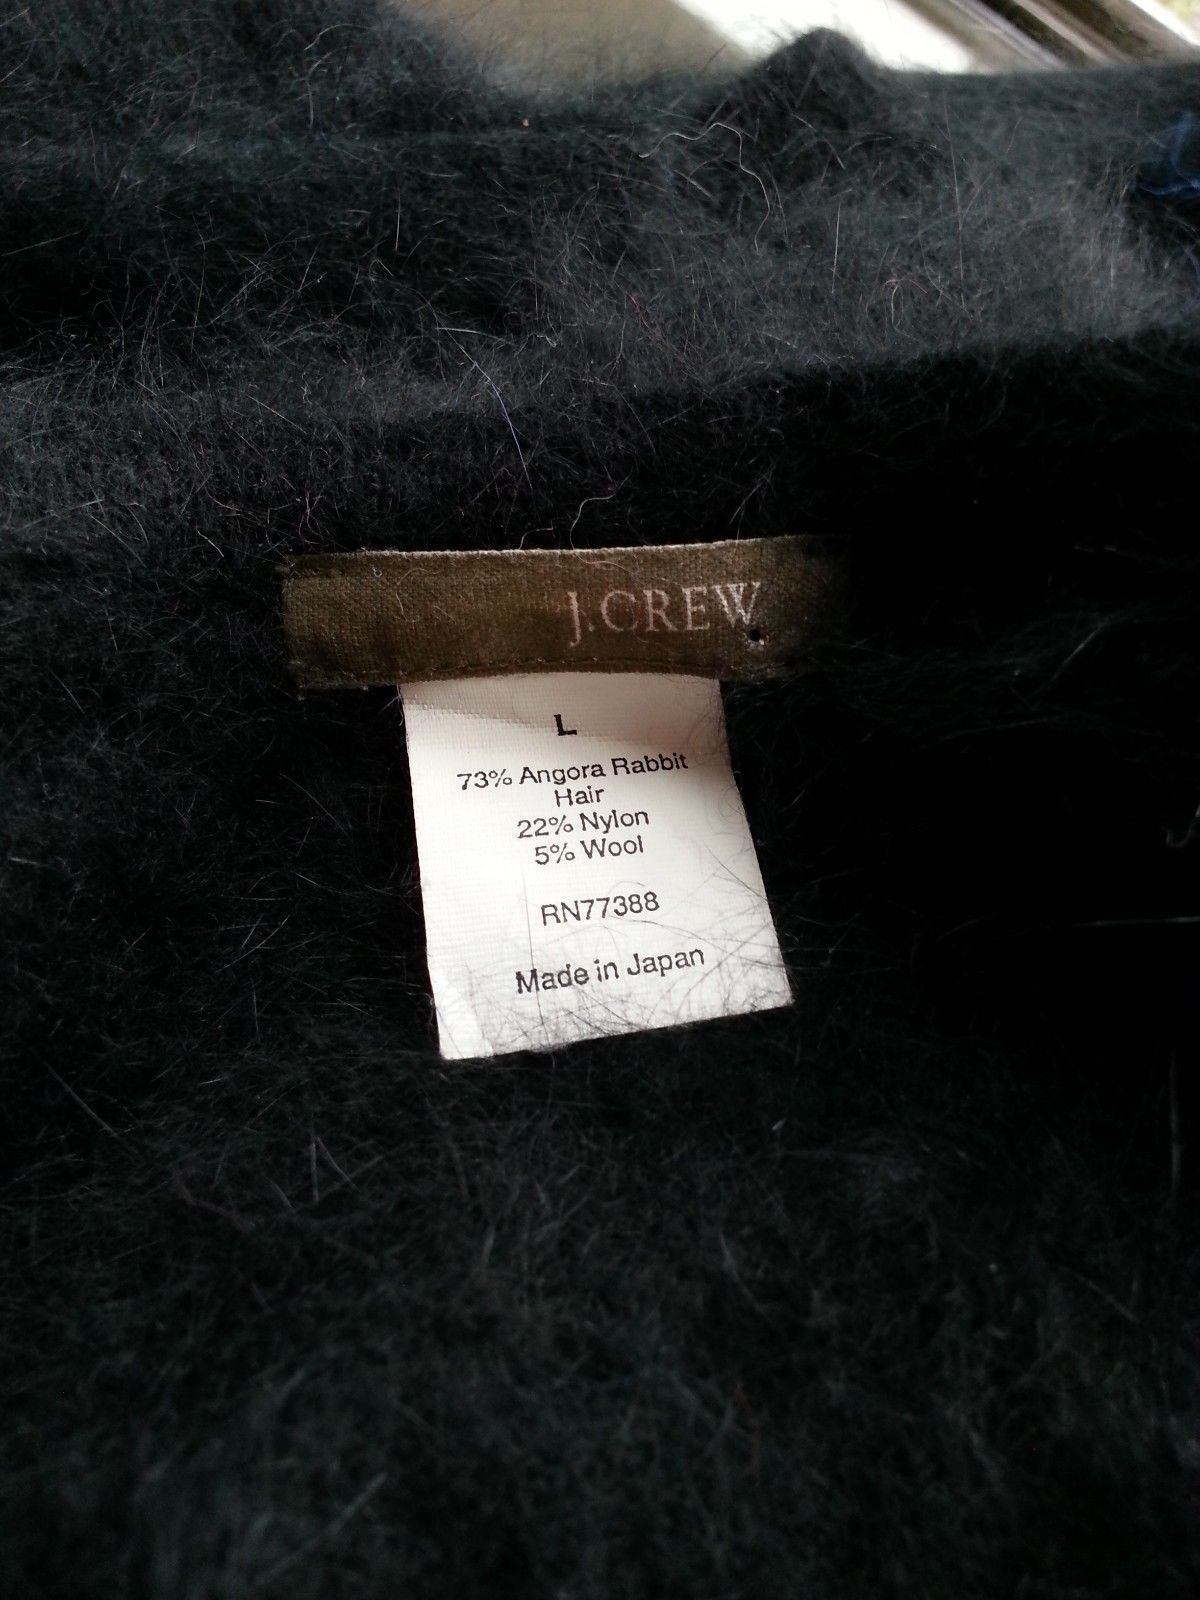 J.CREW
L
73% Angora Rabbit
Hair
22% Nylon
5% Wool
RN77388
Made in Japan